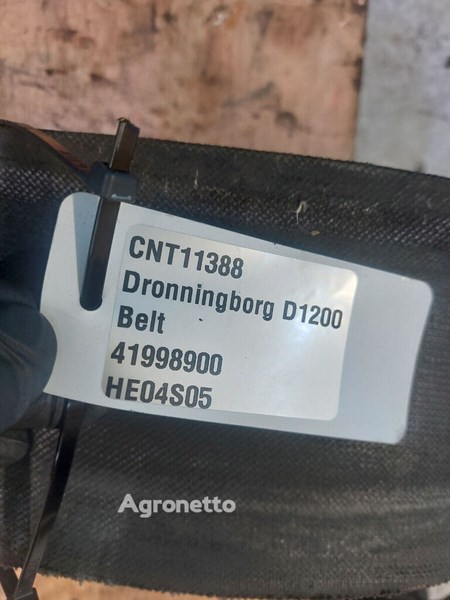 CNT11388
Dronningborg D1200
Belt
41998900
HE04S05
Agronetto